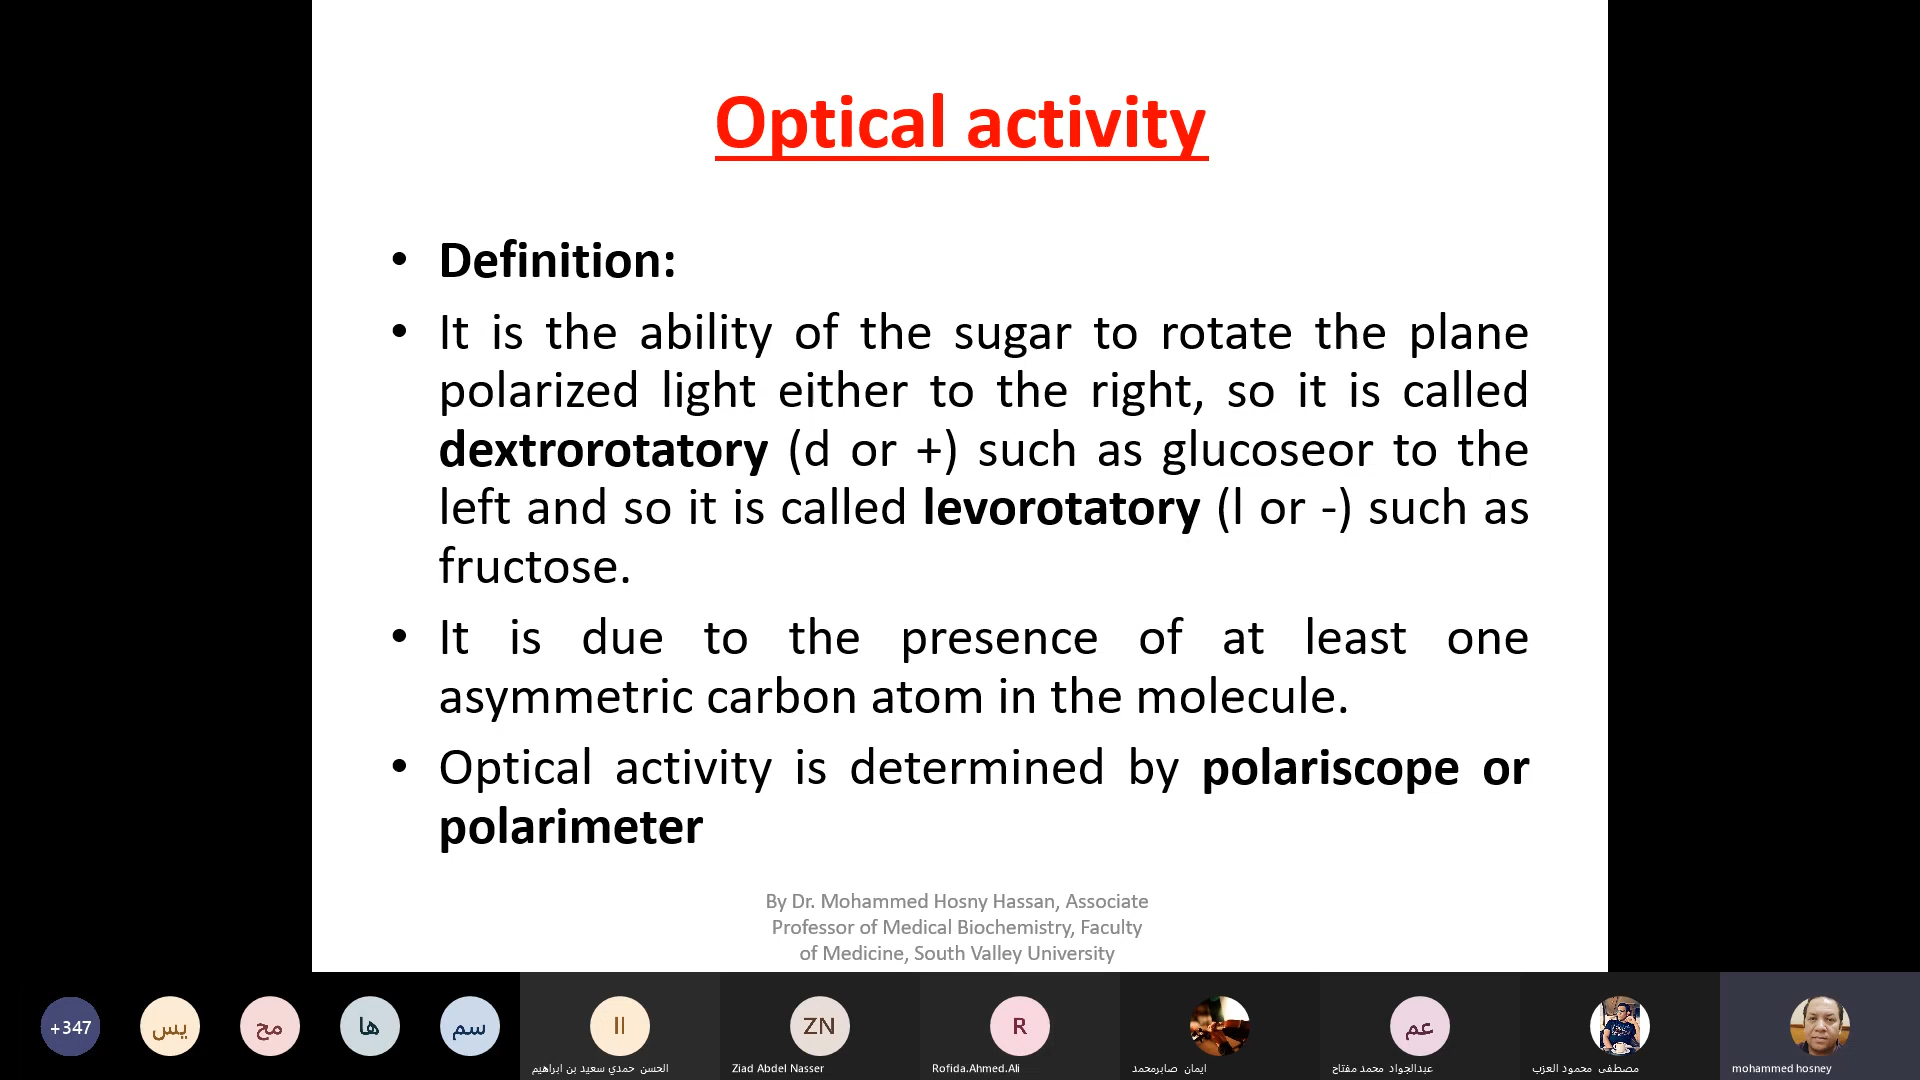 Optical activity
• Definition:
• It is the ability of the sugar to rotate the plane
polarized light either to the right, so it is called
dextrorotatory (d or +) such as glucoseor to the
left and so it is called levorotatory (l or -) such as
fructose.
• It is due to the presence of at least one
asymmetric carbon atom in the molecule.
• Optical activity is determined by polariscope or
polarimeter
By Dr. Mohammed Hosny Hassan, Associate
Professor of Medical Biochemistry, Faculty
of Medicine, South Valley University
+347
يس
مح
ها
سم
اا
ZN
R
عم
الحسن حمدي سعيد بن ابراهيم
Ziad Abdel Nasser
Rofida.Ahmed.Ali
ايمان صابرمحمد
عبدالجواد محمد مفتاح
مصطفى محمود العزب
mohammed hosney